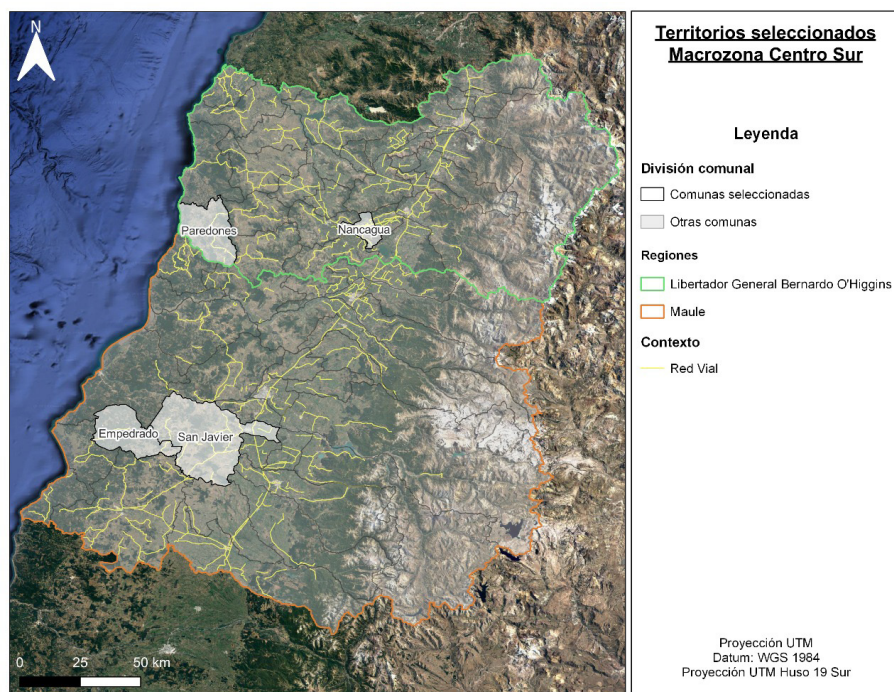 N
Paredones
Nancagua
Empedrado
San Javier
0 25 50 km
Territorios seleccionados
Macrozona Centro Sur
Leyenda
División comunal
Comunas seleccionadas
Otras comunas
Regiones
Libertador General Bernardo O'Higgins
Maule
Contexto
Red Vial
Proyección UTM
Datum: WGS 1984
Proyección UTM Huso 19 Sur